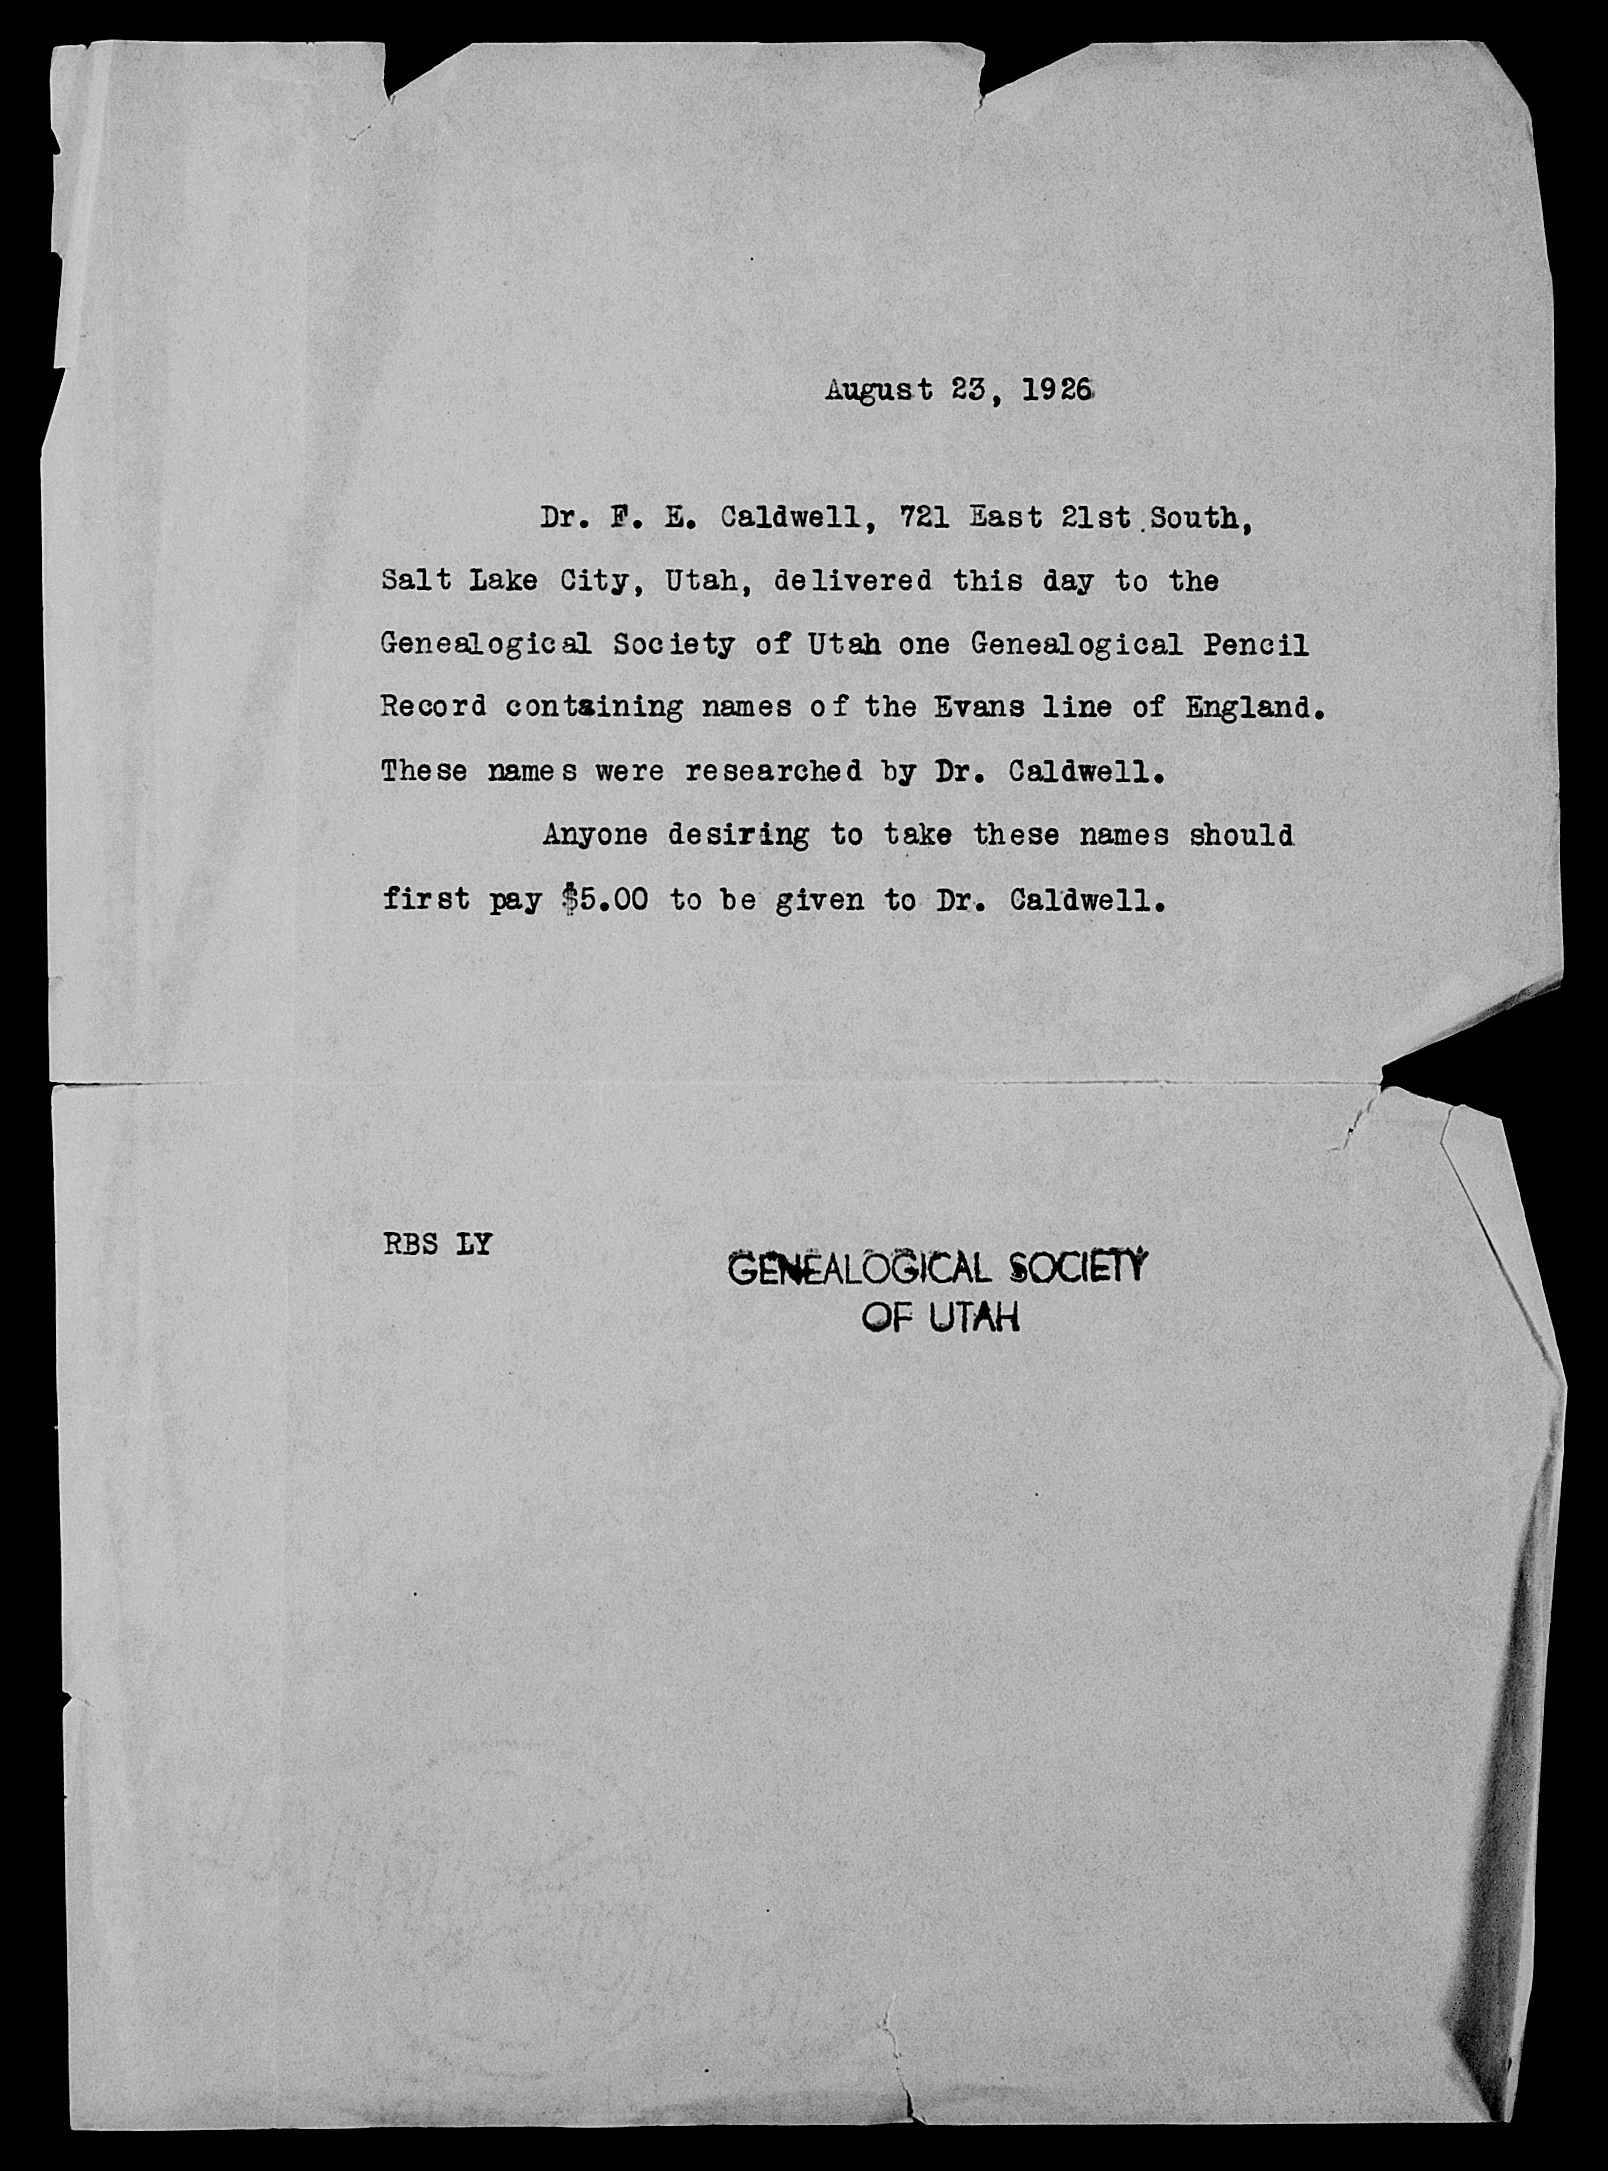 August 23, 1926
Dr. F. E. Caldwell, 721 East 21st South,
Salt Lake City, Utah, delivered this day to the
Genealogical Society of Utah one Genealogical Pencil
Record containing names of the Evans line of England.
These names were researched by Dr. Caldwell.
Anyone desiring to take these names should
first pay $5.00 to be given to Dr. Caldwell.
RBS LY
GENEALOGICAL SOCIETY
OF UTAH